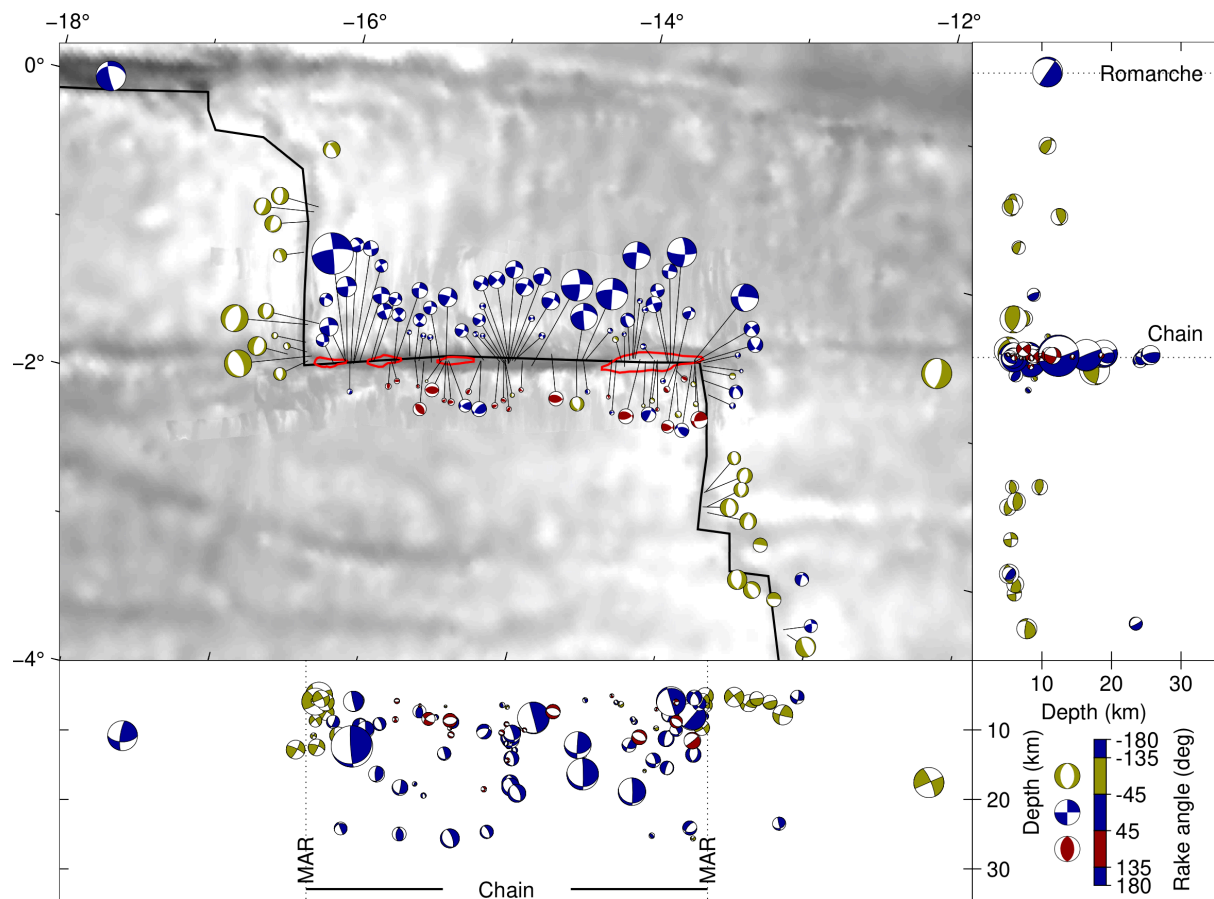 −18° −16° −14° −12°
0°
−2°
−4°
Romanche
Chain
10 20 30
Depth (km)
Depth (km)
10
20
30
MAR
MAR
Chain
-180
-135
-45
45
135
180
Rake angle (deg)